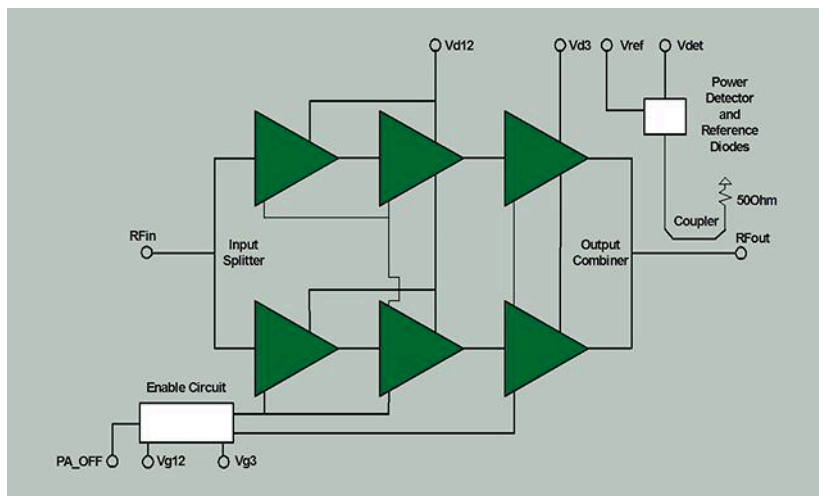 Vd12
Vd3
Vref
Vdet
Power
Detector
and
Reference
Diodes
50Ohm
Coupler
RFin
Input
Splitter
Output
Combiner
RFout
Enable Circuit
PA_OFF
Vg12
Vg3